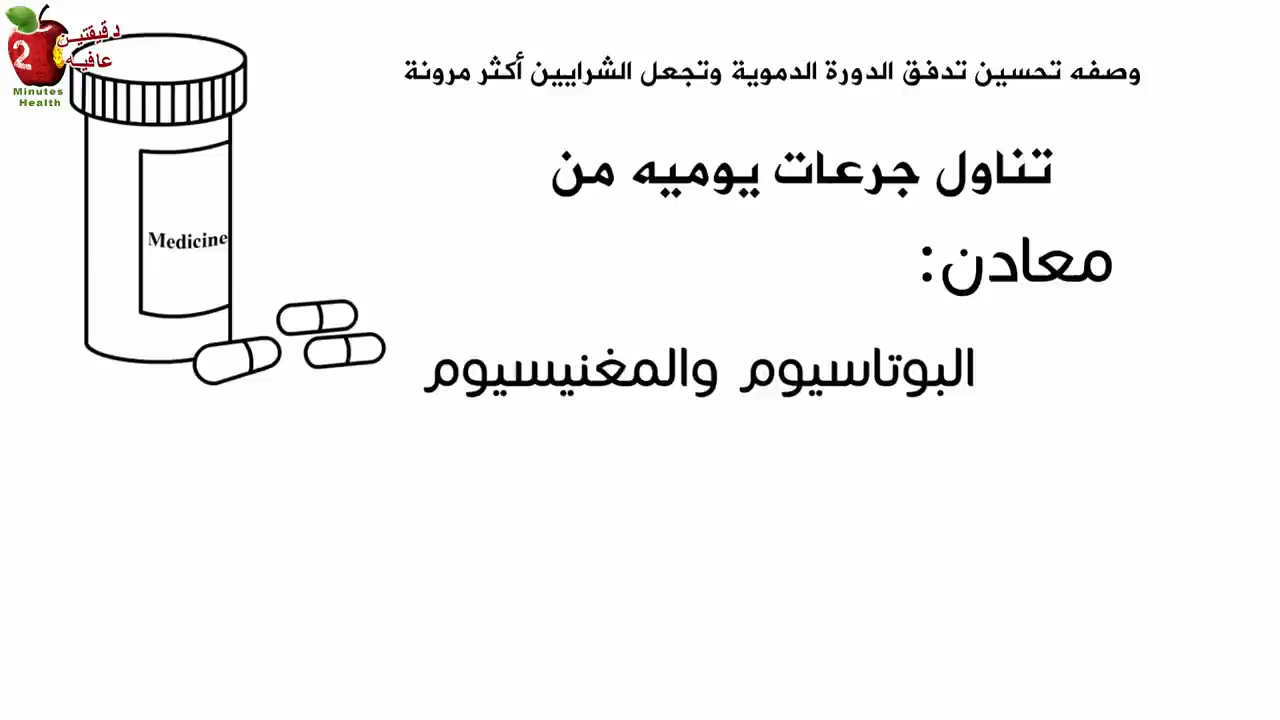 دقيقتين
عافيه
2
Minutes
Health
وصفه تحسين تدفق الدورة الدموية وتجعل الشرايين أكثر مرونة
تناول جرعات يوميه من
معادن:
البوتاسيوم والمغنيسيوم
Medicine